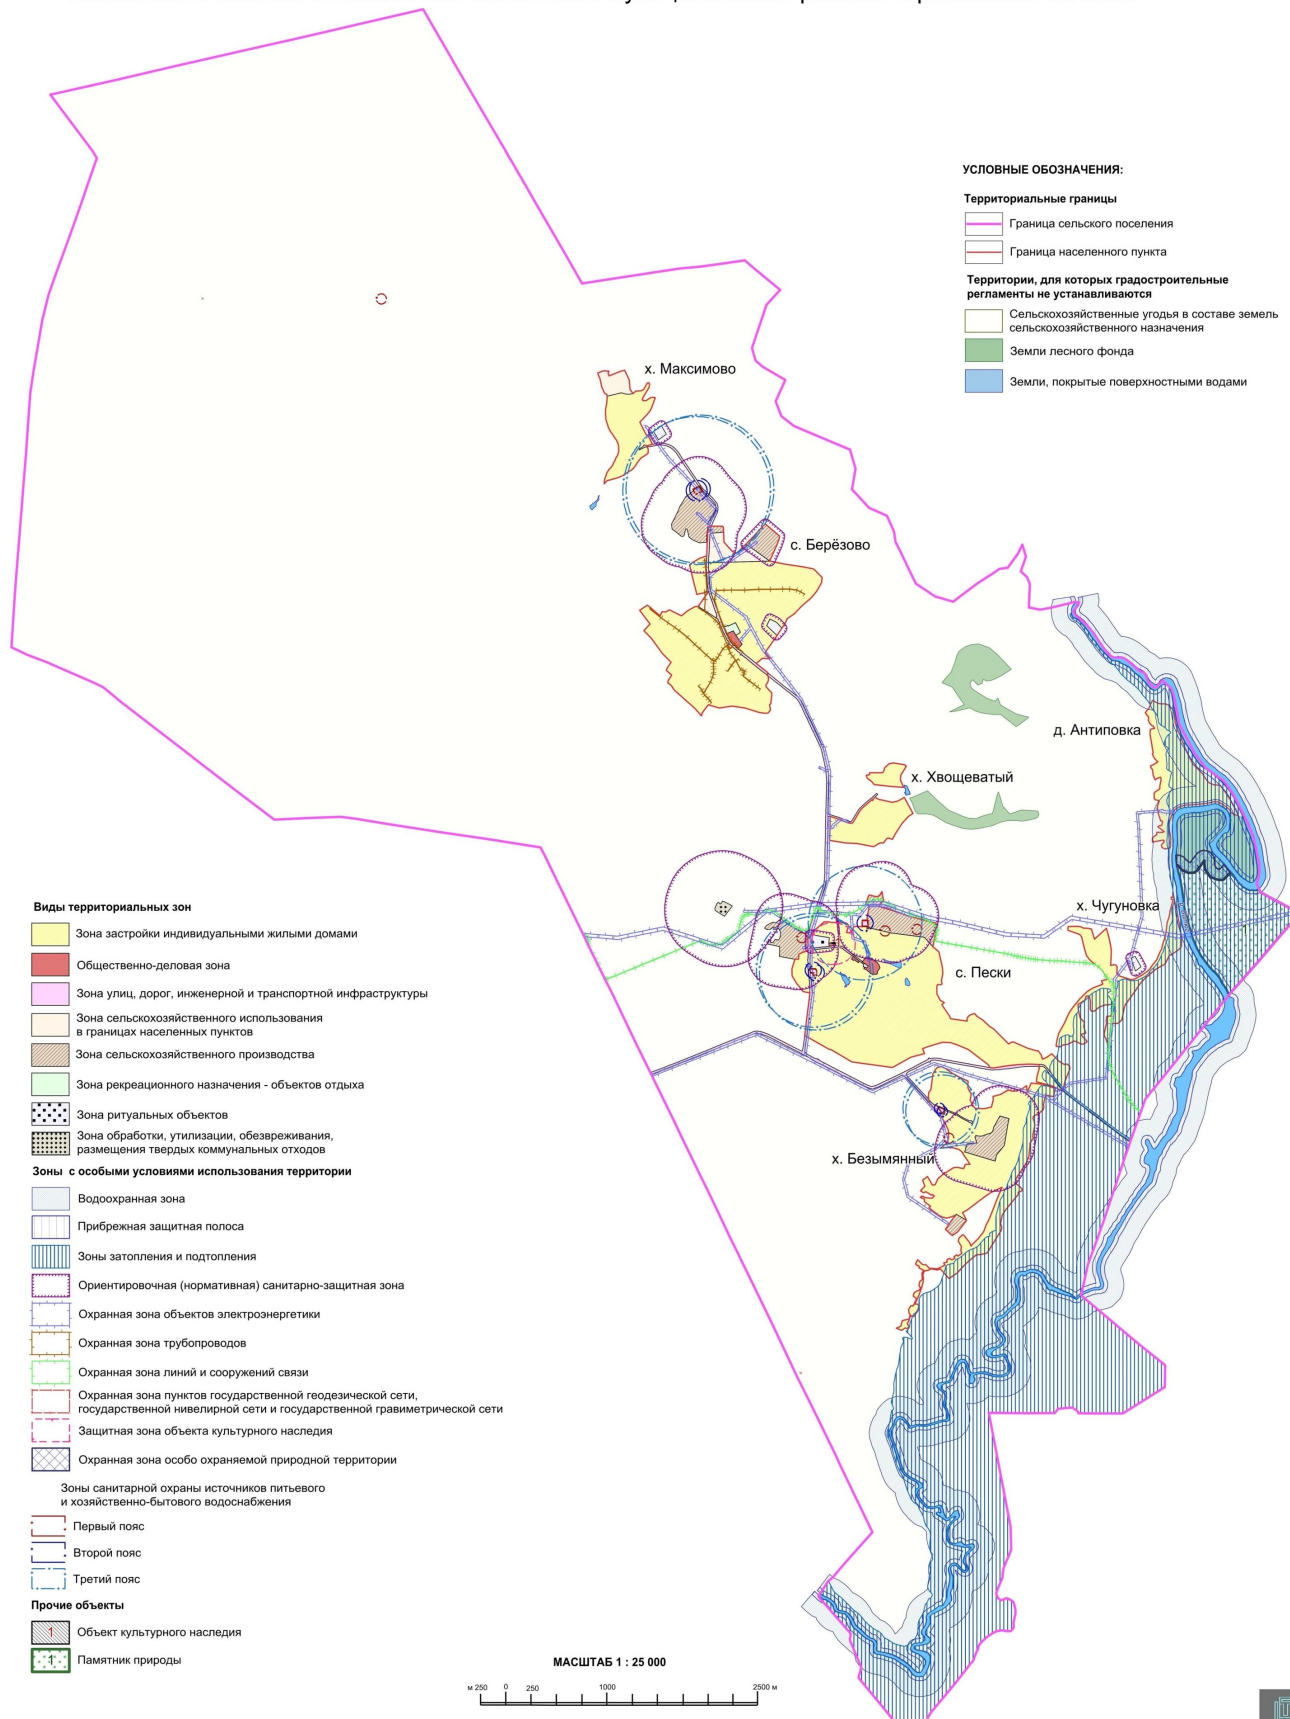 УСЛОВНЫЕ ОБОЗНАЧЕНИЯ:
Территориальные границы
Граница сельского поселения
Граница населенного пункта
Территории, для которых градостроительные
регламенты не устанавливаются
Сельскохозяйственные угодья в составе земель
сельскохозяйственного назначения
Земли лесного фонда
Земли, покрытые поверхностными водами
х. Максимово
с. Берёзово
д. Антиповка
х. Хвощеватый
х. Чугуновка
с. Пески
х. Безымянный
Виды территориальных зон
Зона застройки индивидуальными жилыми домами
Общественно-деловая зона
Зона улиц, дорог, инженерной и транспортной инфраструктуры
Зона сельскохозяйственного использования
в границах населенных пунктов
Зона сельскохозяйственного производства
Зона рекреационного назначения - объектов отдыха
Зона ритуальных объектов
Зона обработки, утилизации, обезвреживания,
размещения твердых коммунальных отходов
Зоны с особыми условиями использования территории
Водоохранная зона
Прибрежная защитная полоса
Зоны затопления и подтопления
Ориентировочная (нормативная) санитарно-защитная зона
Охранная зона объектов электроэнергетики
Охранная зона трубопроводов
Охранная зона линий и сооружений связи
Охранная зона пунктов государственной геодезической сети,
государственной нивелирной сети и государственной гравиметрической сети
Защитная зона объекта культурного наследия
Охранная зона особо охраняемой природной территории
Зоны санитарной охраны источников питьевого
и хозяйственно-бытового водоснабжения
Первый пояс
Второй пояс
Третий пояс
Прочие объекты
1 Объект культурного наследия
1 Памятник природы
МАСШТАБ 1 : 25 000
м 250 0 250 1000 2500 м